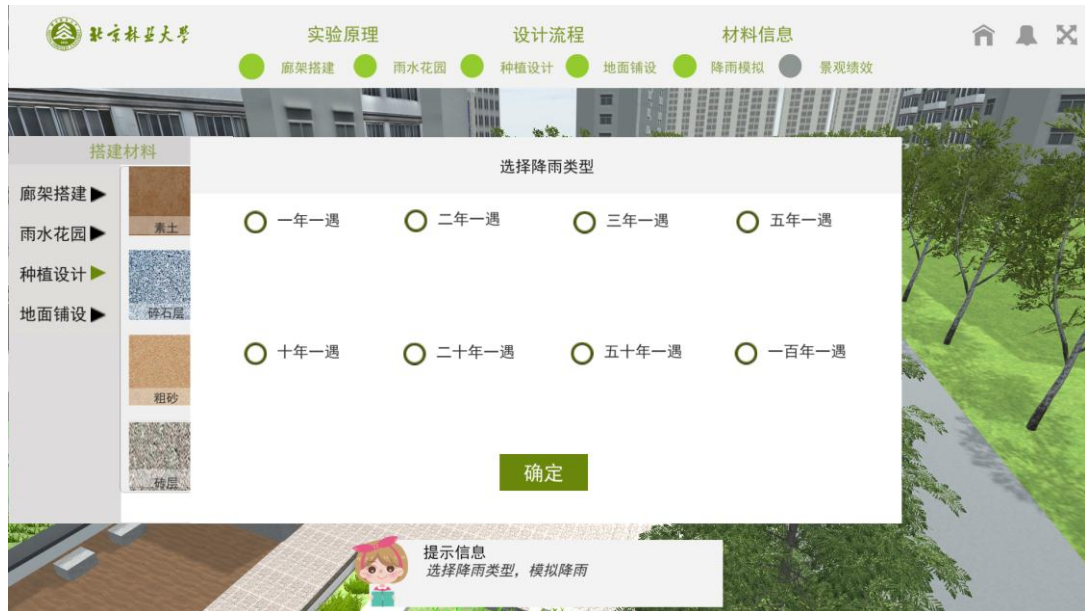 北京林业大学
实验原理 设计流程 材料信息
廊架搭建 雨水花园 种植设计 地面铺设 降雨模拟 景观绩效
搭建材料
廊架搭建
雨水花园
种植设计
地面铺设
素土
碎石层
粗砂
砖层
选择降雨类型
一年一遇 二年一遇 三年一遇 五年一遇
十年一遇 二十年一遇 五十年一遇 一百年一遇
确定
提示信息
选择降雨类型，模拟降雨